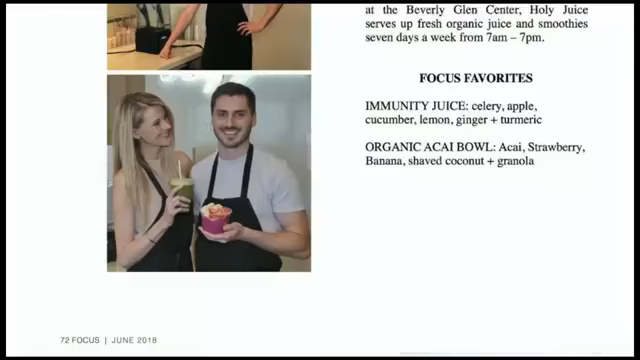 at the Beverly Glen Center, Holy Juice
serves up fresh organic juice and smoothies
seven days a week from 7am – 7pm.
FOCUS FAVORITES
IMMUNITY JUICE: celery, apple,
cucumber, lemon, ginger + turmeric
ORGANIC ACAI BOWL: Acai, Strawberry,
Banana, shaved coconut + granola
72 FOCUS | JUNE 2018